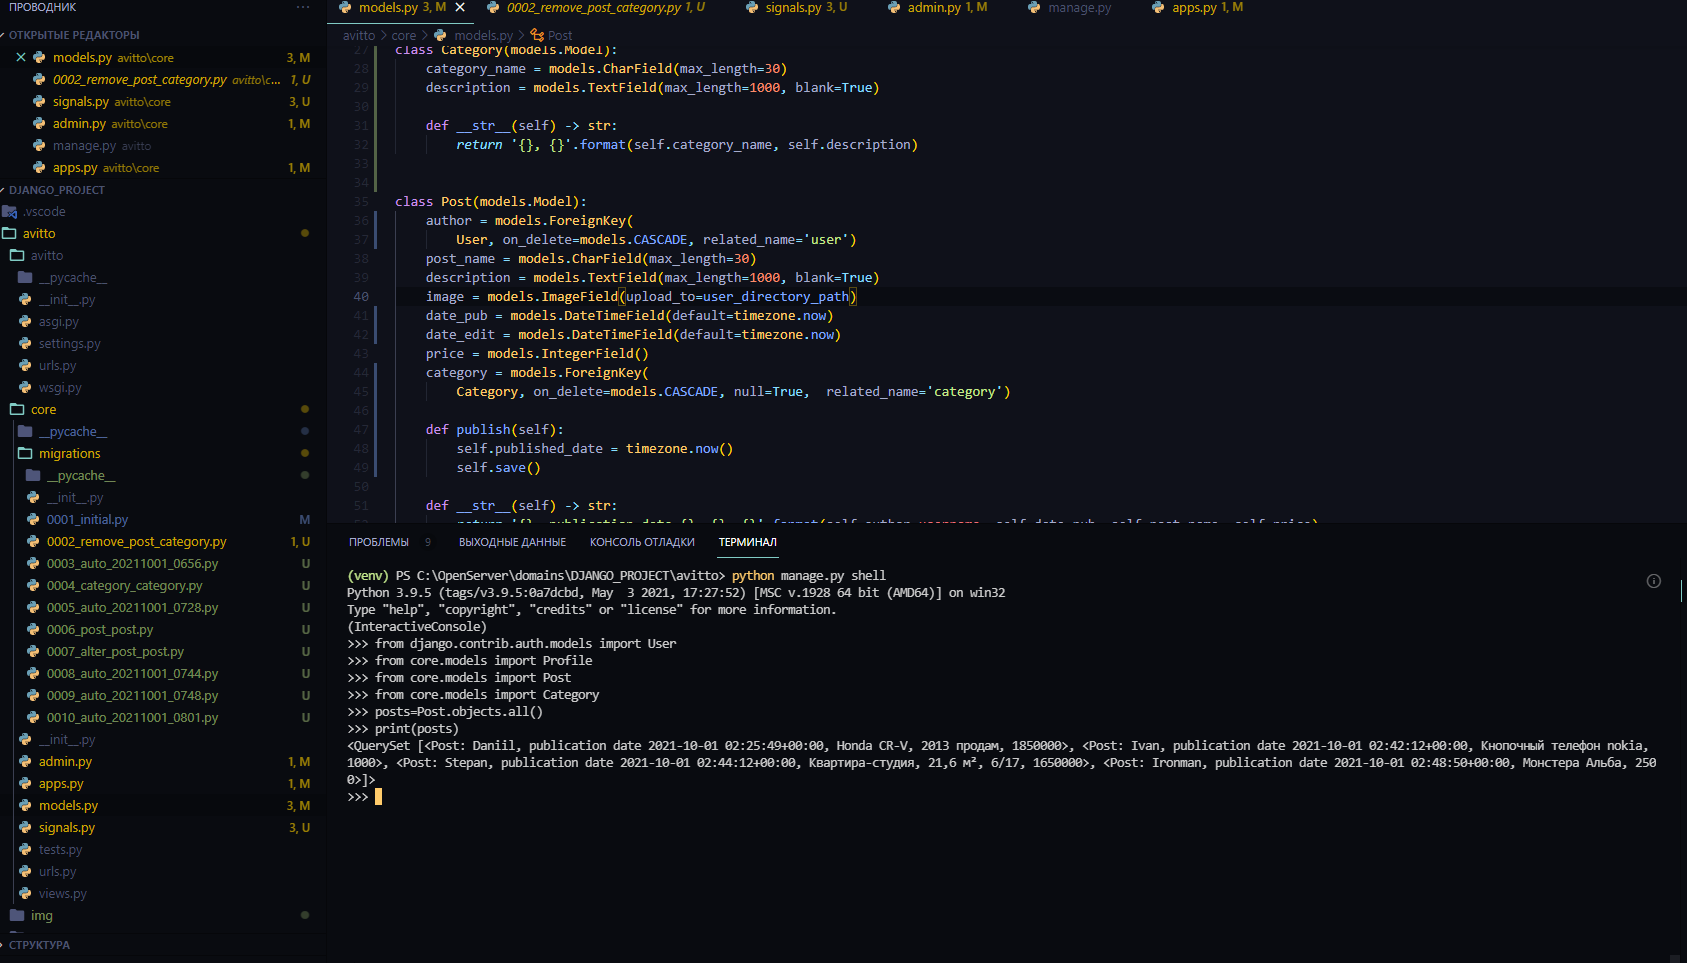 ПРОВОДНИК ···
ОТКРЫТЫЕ РЕДАКТОРЫ
models.py avitto\core 3, M
0002_remove_post_category.py avitto\c... 1, U
signals.py avitto\core 3, U
admin.py avitto\core 1, M
manage.py avitto
apps.py avitto\core 1, M
DJANGO_PROJECT
.vscode
avitto
avitto
__pycache__
__init__.py
asgi.py
settings.py
urls.py
wsgi.py
core
__pycache__
migrations
__pycache__
__init__.py
0001_initial.py M
0002_remove_post_category.py 1, U
0003_auto_20211001_0656.py U
0004_category_category.py U
0005_auto_20211001_0728.py U
0006_post_post.py U
0007_alter_post_post.py U
0008_auto_20211001_0744.py U
0009_auto_20211001_0748.py U
0010_auto_20211001_0801.py U
__init__.py
admin.py 1, M
apps.py 1, M
models.py 3, M
signals.py 3, U
tests.py
urls.py
views.py
img
СТРУКТУРА
models.py 3, M 0002_remove_post_category.py 1, U signals.py 3, U admin.py 1, M manage.py apps.py 1, M
avitto > core > models.py > Post
27 class Category(models.Model):
28 category_name = models.CharField(max_length=30)
29 description = models.TextField(max_length=1000, blank=True)
30
31 def __str__(self) -> str:
32 return '{}, {}'.format(self.category_name, self.description)
33
34
35 class Post(models.Model):
36 author = models.ForeignKey(
37 User, on_delete=models.CASCADE, related_name='user')
38 post_name = models.CharField(max_length=30)
39 description = models.TextField(max_length=1000, blank=True)
40 image = models.ImageField(upload_to=user_directory_path)
41 date_pub = models.DateTimeField(default=timezone.now)
42 date_edit = models.DateTimeField(default=timezone.now)
43 price = models.IntegerField()
44 category = models.ForeignKey(
45 Category, on_delete=models.CASCADE, null=True,  related_name='category')
46
47 def publish(self):
48 self.published_date = timezone.now()
49 self.save()
50
51 def __str__(self) -> str:
52 return '{}, publication date {}, {}, {}'.format(self.author.username, self.date_pub, self.post_name, self.price)
ПРОБЛЕМЫ 9 ВЫХОДНЫЕ ДАННЫЕ КОНСОЛЬ ОТЛАДКИ ТЕРМИНАЛ
(venv) PS C:\OpenServer\domains\DJANGO_PROJECT\avitto> python manage.py shell
Python 3.9.5 (tags/v3.9.5:0a7dcbd, May  3 2021, 17:27:52) [MSC v.1928 64 bit (AMD64)] on win32
Type "help", "copyright", "credits" or "license" for more information.
(InteractiveConsole)
>>> from django.contrib.auth.models import User
>>> from core.models import Profile
>>> from core.models import Post
>>> from core.models import Category
>>> posts=Post.objects.all()
>>> print(posts)
<QuerySet [<Post: Daniil, publication date 2021-10-01 02:25:49+00:00, Honda CR-V, 2013 продам, 1850000>, <Post: Ivan, publication date 2021-10-01 02:42:12+00:00, Кнопочный телефон nokia,
1000>, <Post: Stepan, publication date 2021-10-01 02:44:12+00:00, Квартира-студия, 21,6 м², 6/17, 1650000>, <Post: Ironman, publication date 2021-10-01 02:48:50+00:00, Монстера Альба, 250
0>]>
>>>